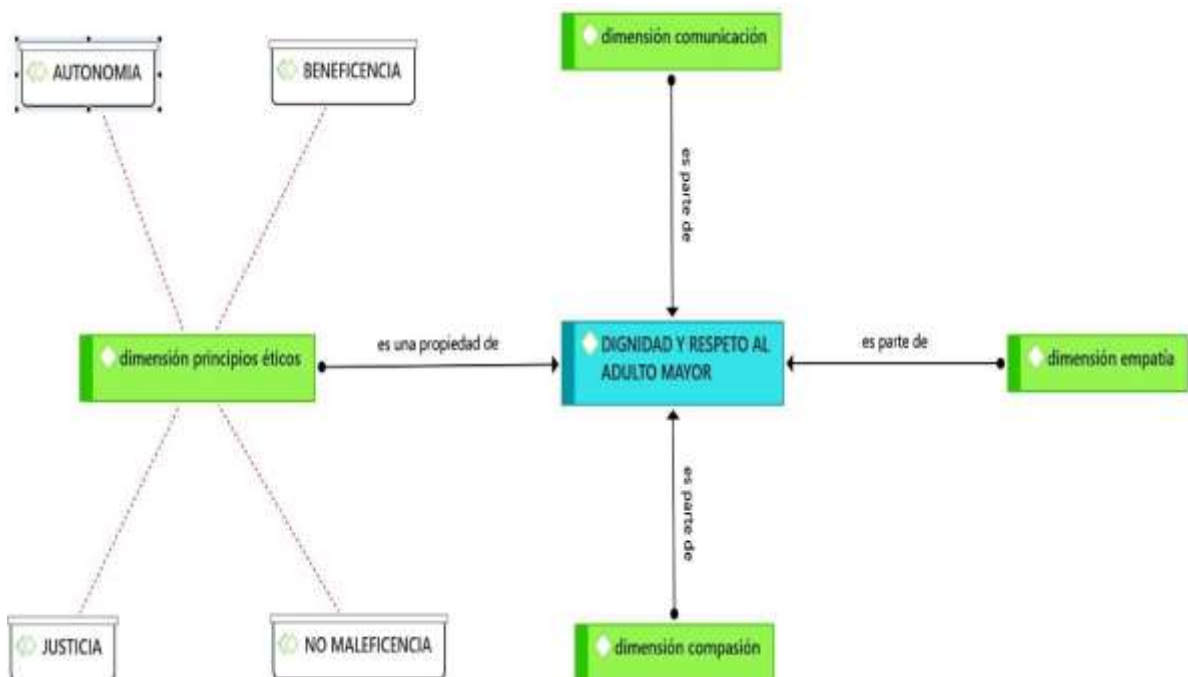 dimensión comunicación
AUTONOMIA
BENEFICENCIA
es parte de
dimensión principios éticos
es una propiedad de
DIGNIDAD Y RESPETO AL
ADULTO MAYOR
es parte de
dimensión empatía
es parte de
JUSTICIA
NO MALEFICENCIA
dimensión compasión